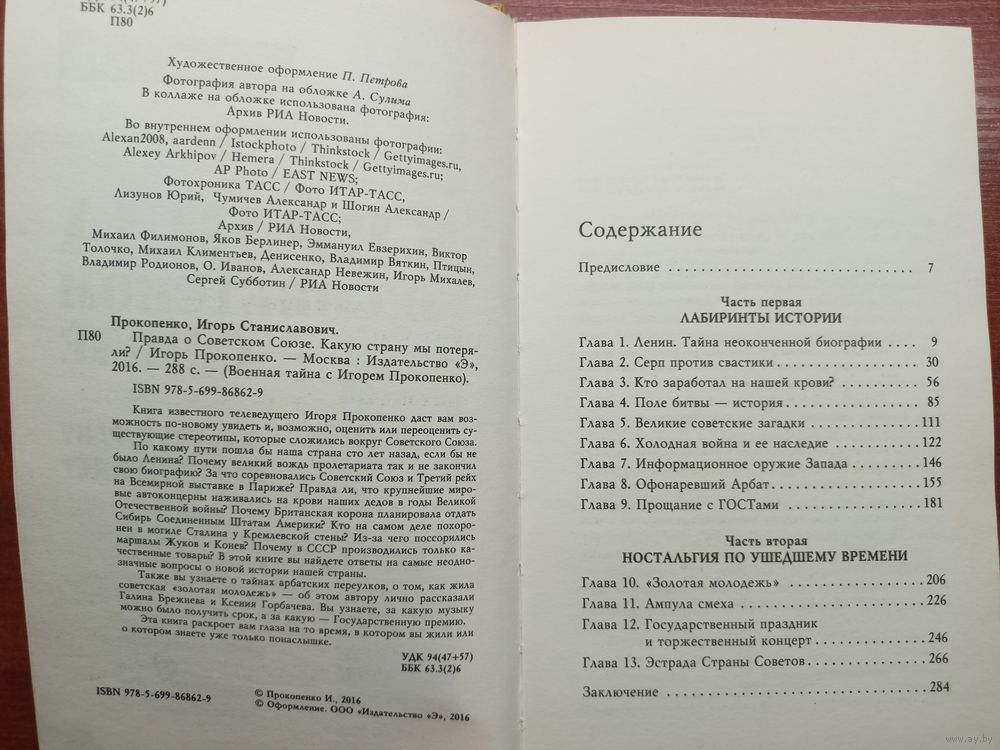 ББК 63.3(2)6
П80
Художественное оформление П. Петрова
Фотография автора на обложке А. Сулима
В коллаже на обложке использована фотография:
Архив РИА Новости.
Во внутреннем оформлении использованы фотографии:
Alexan2008, aardenn / Istockphoto / Thinkstock / Gettyimages.ru,
Alexey Arkhipov / Hemera / Thinkstock / Gettyimages.ru;
AP Photo / EAST NEWS;
Фотохроника ТАСС / Фото ИТАР-ТАСС,
Лизунов Юрий, Чумичев Александр и Шогин Александр /
Фото ИТАР-ТАСС;
Архив / РИА Новости,
Михаил Филимонов, Яков Берлинер, Эммануил Евзерихин, Виктор
Толочко, Михаил Климентьев, Денисенко, Владимир Вяткин, Птицын,
Владимир Родионов, О. Иванов, Александр Невежин, Игорь Михалев,
Сергей Субботин / РИА Новости
Прокопенко, Игорь Станиславович.
П80 Правда о Советском Союзе. Какую страну мы потеря-
ли? / Игорь Прокопенко. — Москва : Издательство «Э»,
2016. — 288 с. — (Военная тайна с Игорем Прокопенко).
ISBN 978-5-699-86862-9
Книга известного телеведущего Игоря Прокопенко даст вам воз-
можность по-новому увидеть и, возможно, оценить или переоценить су-
ществующие стереотипы, которые сложились вокруг Советского Союза.
По какому пути пошла бы наша страна сто лет назад, если бы не
было Ленина? Почему великий вождь пролетариата так и не закончил
свою биографию? За что соревновались Советский Союз и Третий рейх
на Всемирной выставке в Париже? Правда ли, что крупнейшие миро-
вые автоконцерны наживались на крови наших дедов в годы Великой
Отечественной войны? Почему Британская корона планировала отдать
Сибирь Соединенным Штатам Америки? Кто на самом деле похоро-
нен в могиле Сталина у Кремлевской стены? Из-за чего поссорились
маршалы Жуков и Конев? Почему в СССР производились только ка-
чественные товары? В этой книге вы найдете ответы на самые неодно-
значные вопросы о новой истории нашей страны.
Также вы узнаете о тайнах арбатских переулков, о том, как жила
советская «золотая молодежь» — об этом автору лично рассказали
Галина Брежнева и Ксения Горбачева. Вы узнаете, за какую музыку
можно было получить срок, а за какую — Государственную премию.
Эта книга раскроет вам глаза на то время, в котором вы жили или
о котором знаете уже только понаслышке.
УДК 94(47+57)
ББК 63.3(2)6
ISBN 978-5-699-86862-9
© Прокопенко И., 2016
© Оформление. ООО «Издательство «Э», 2016
Содержание
Предисловие . . . . . . . . . . . . . . . . . . . . . . . . . . . . . . . 7
Часть первая
ЛАБИРИНТЫ ИСТОРИИ
Глава 1. Ленин. Тайна неоконченной биографии . . . . 9
Глава 2. Серп против свастики . . . . . . . . . . . . . . . . . . 30
Глава 3. Кто заработал на нашей крови? . . . . . . . . . . . 56
Глава 4. Поле битвы — история . . . . . . . . . . . . . . . . . 85
Глава 5. Великие советские загадки . . . . . . . . . . . . . . 111
Глава 6. Холодная война и ее наследие . . . . . . . . . . . 122
Глава 7. Информационное оружие Запада . . . . . . . . . 146
Глава 8. Офонаревший Арбат . . . . . . . . . . . . . . . . . . . 155
Глава 9. Прощание с ГОСТами . . . . . . . . . . . . . . . . . . 181
Часть вторая
НОСТАЛЬГИЯ ПО УШЕДШЕМУ ВРЕМЕНИ
Глава 10. «Золотая молодежь» . . . . . . . . . . . . . . . . . . 206
Глава 11. Ампула смеха . . . . . . . . . . . . . . . . . . . . . . . . 226
Глава 12. Государственный праздник
и торжественный концерт . . . . . . . . . . . . . . 246
Глава 13. Эстрада Страны Советов . . . . . . . . . . . . . . . 266
Заключение . . . . . . . . . . . . . . . . . . . . . . . . . . . . . . . . . 284
www.ay.by